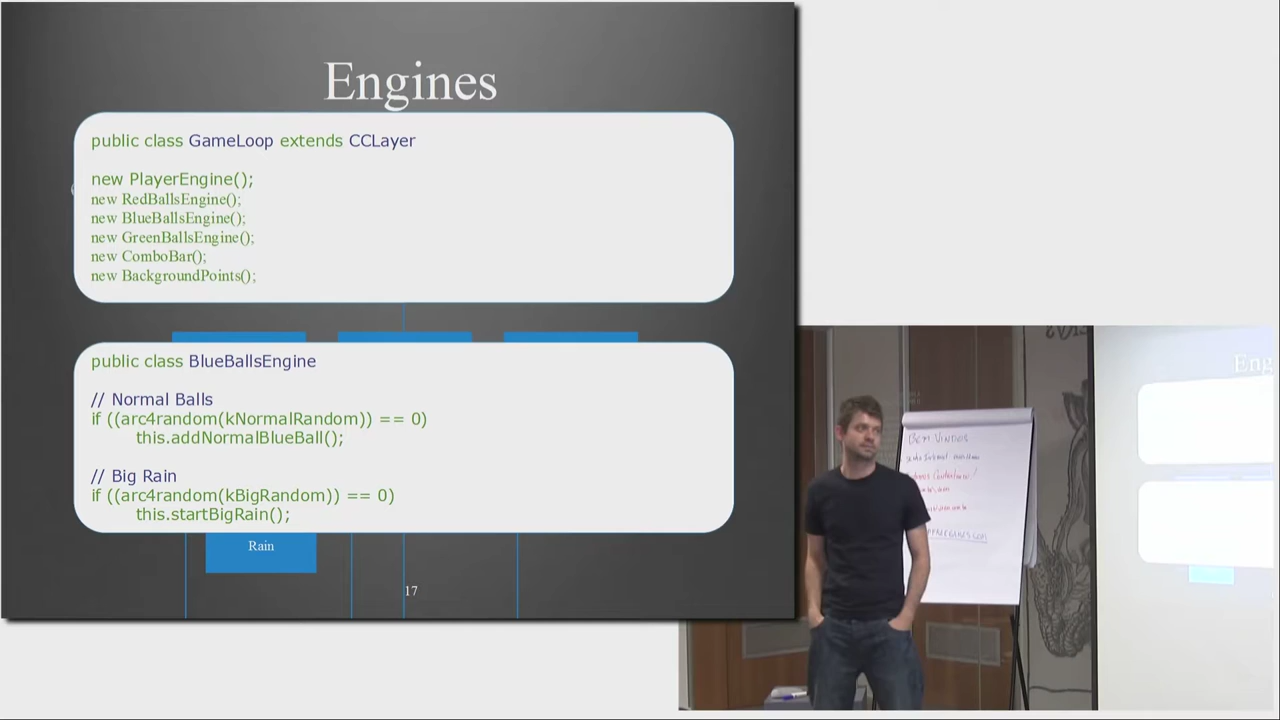 Engines
public class GameLoop extends CCLayer
new PlayerEngine();
new RedBallsEngine();
new BlueBallsEngine();
new GreenBallsEngine();
new ComboBar();
new BackgroundPoints();
public class BlueBallsEngine
// Normal Balls
if ((arc4random(kNormalRandom)) == 0)
this.addNormalBlueBall();
// Big Rain
if ((arc4random(kBigRandom)) == 0)
this.startBigRain();
Rain
17
Eng
BEM VINDOS